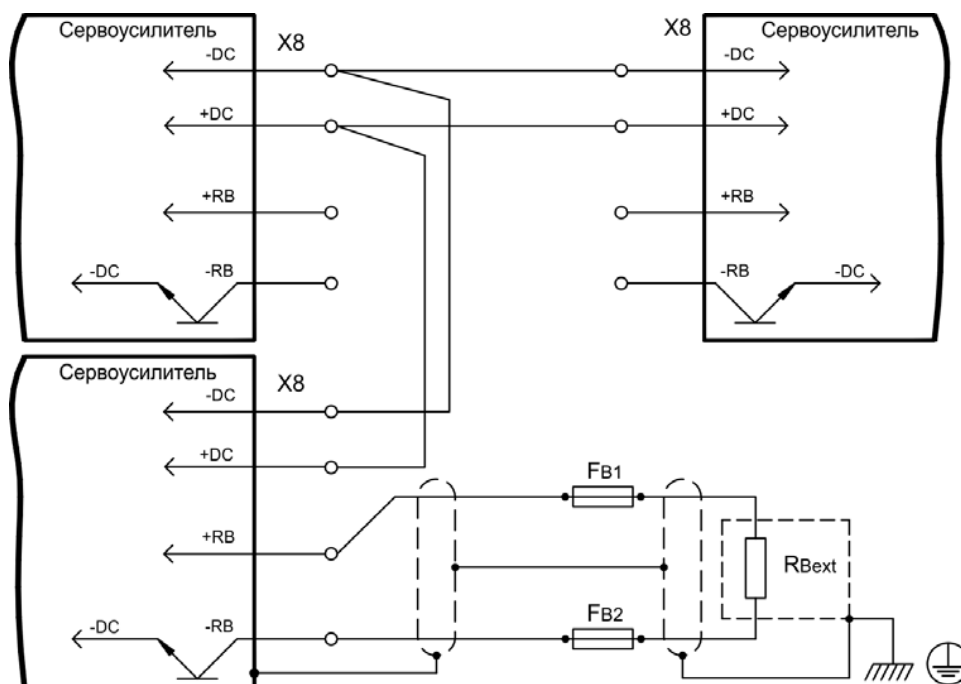 Сервоусилитель
X8
-DC
+DC
+RB
-DC
-RB
X8
Сервоусилитель
-DC
+DC
+RB
-RB
-DC
Сервоусилитель
X8
-DC
+DC
+RB
-DC
-RB
FB1
FB2
RBext